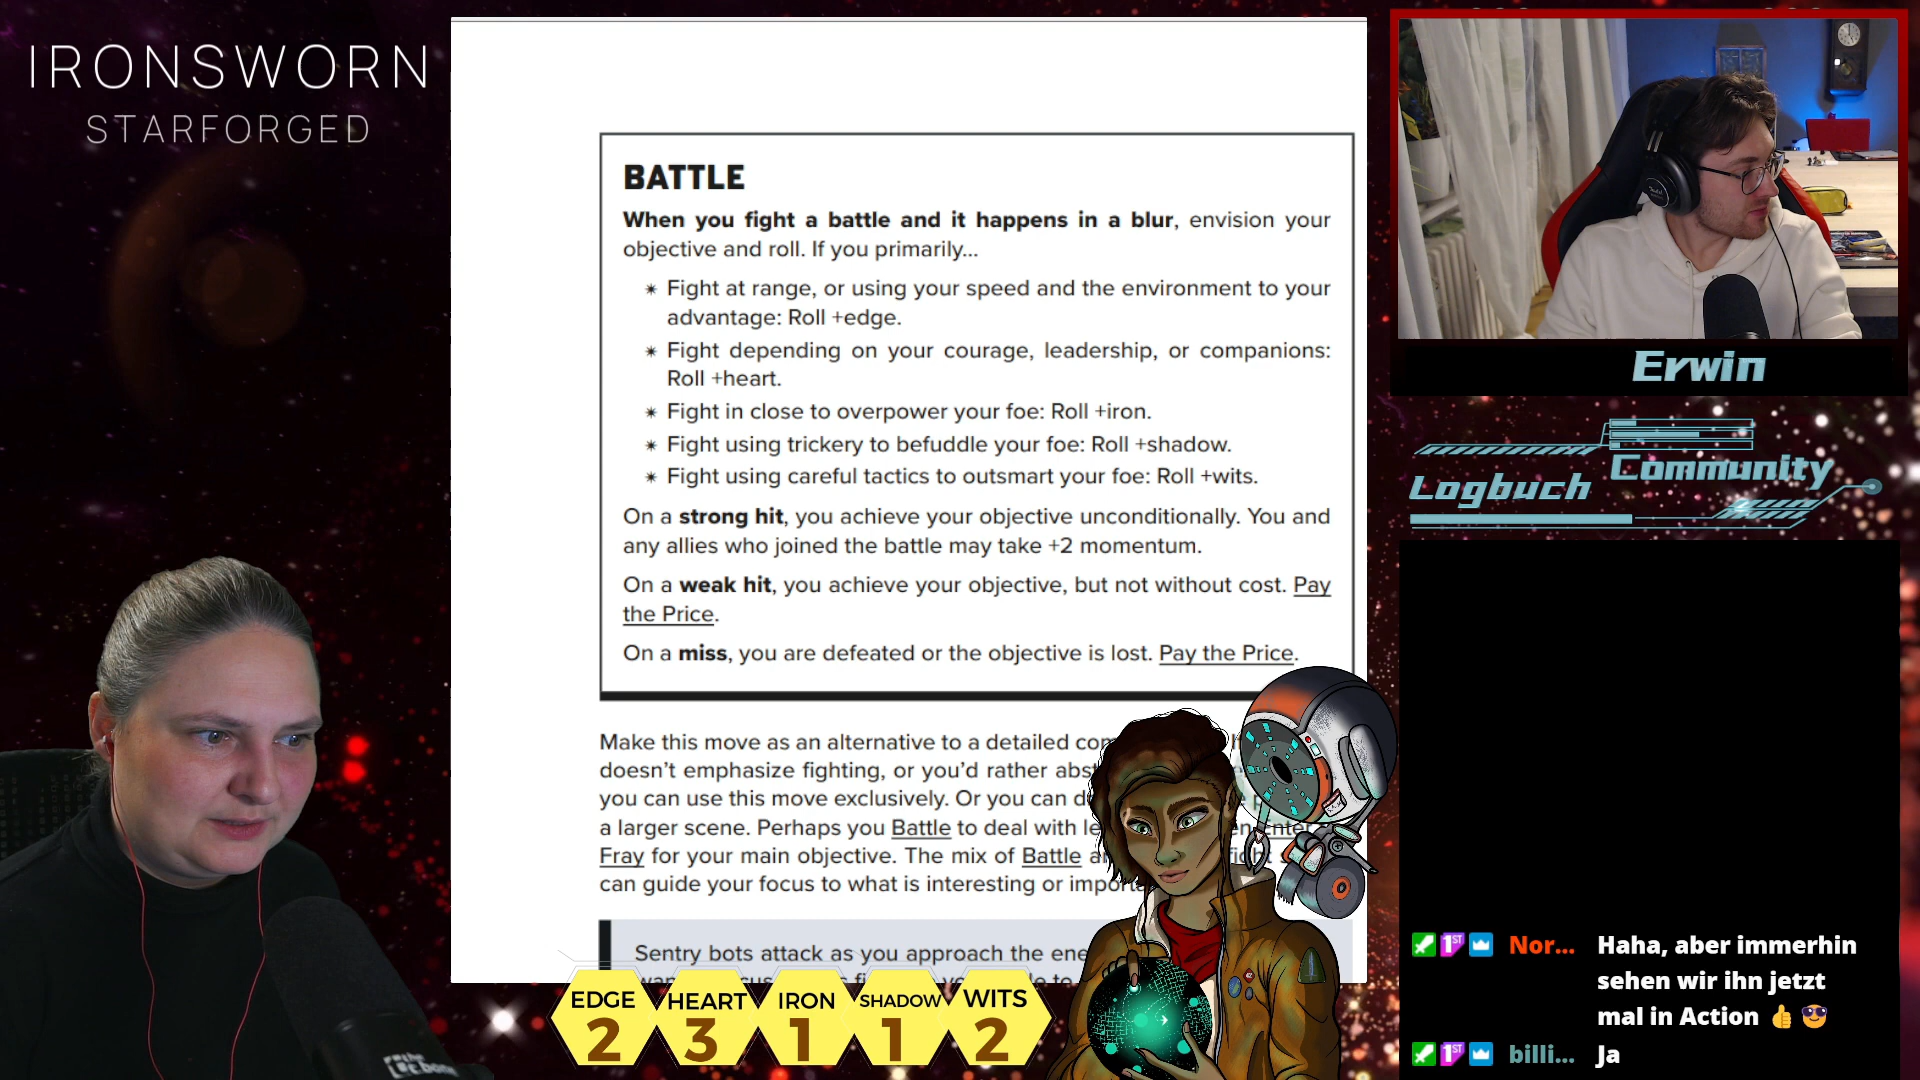 IRONSWORN
STARFORGED
BATTLE
When you fight a battle and it happens in a blur, envision your
objective and roll. If you primarily...
✴ Fight at range, or using your speed and the environment to your
advantage: Roll +edge.
✴ Fight depending on your courage, leadership, or companions:
Roll +heart.
✴ Fight in close to overpower your foe: Roll +iron.
✴ Fight using trickery to befuddle your foe: Roll +shadow.
✴ Fight using careful tactics to outsmart your foe: Roll +wits.
On a strong hit, you achieve your objective unconditionally. You and
any allies who joined the battle may take +2 momentum.
On a weak hit, you achieve your objective, but not without cost. Pay
the Price.
On a miss, you are defeated or the objective is lost. Pay the Price.
Make this move as an alternative to a detailed
doesn't emphasize fighting, or you'd rather
you can use this move exclusively. Or you can
a larger scene. Perhaps you Battle to deal with
Fray for your main objective. The mix of Battle
can guide your focus to what is interesting or
Sentry bots attack as you approach the
EDGE
2
HEART
3
IRON
1
SHADOW
1
WITS
2
Erwin
Logbuch Community
Nor... Haha, aber immerhin
sehen wir ihn jetzt
mal in Action 👍 😎
billi... Ja